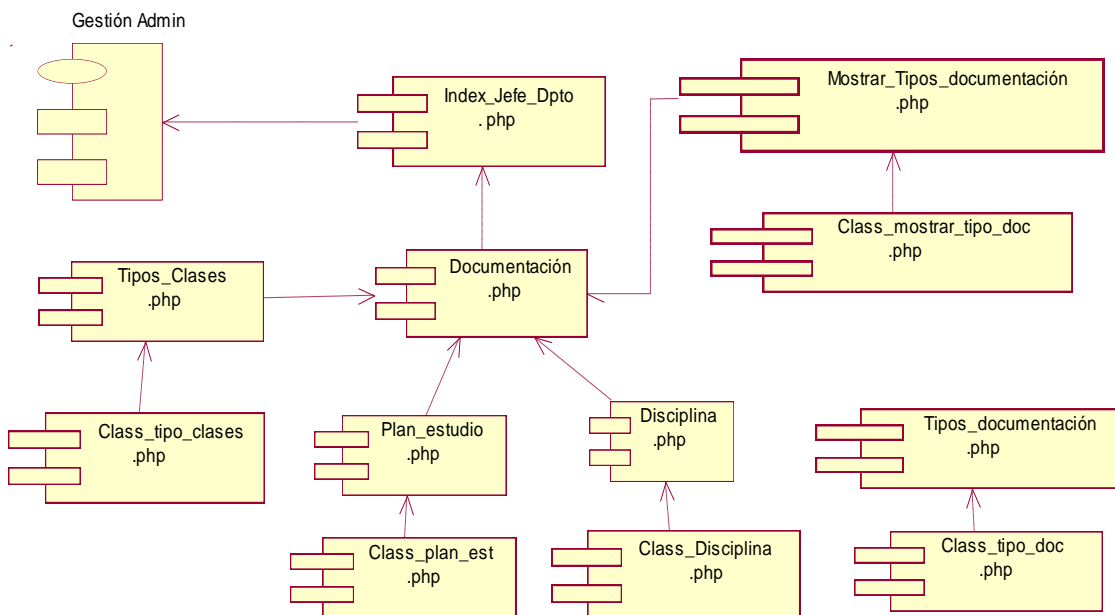 Gestión Admin
Index_Jefe_Dpto
. php
Mostrar_Tipos_documentación
.php
Class_mostrar_tipo_doc
.php
Tipos_Clases
.php
Documentación
.php
Class_tipo_clases
.php
Plan_estudio
.php
Disciplina
.php
Tipos_documentación
.php
Class_plan_est
.php
Class_Disciplina
.php
Class_tipo_doc
.php